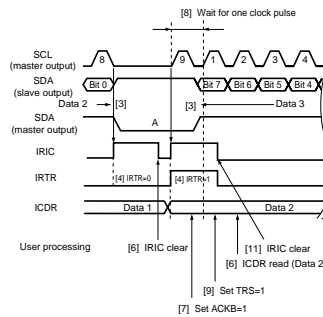 [8] Wait for one clock pulse
SCL
(master output)
8
9
1
2
3
4
SDA
(slave output)
Bit 0
Bit 7
Bit 6
Bit 5
Bit 4
Data 2
[3]
[3]
Data 3
SDA
(master output)
A
IRIC
IRTR
[4] IRTR=0
[4] IRTR=1
ICDR
Data 1
Data 2
User processing
[6] IRIC clear
[11] IRIC clear
[6] ICDR read (Data 2
[9] Set TRS=1
[7] Set ACKB=1